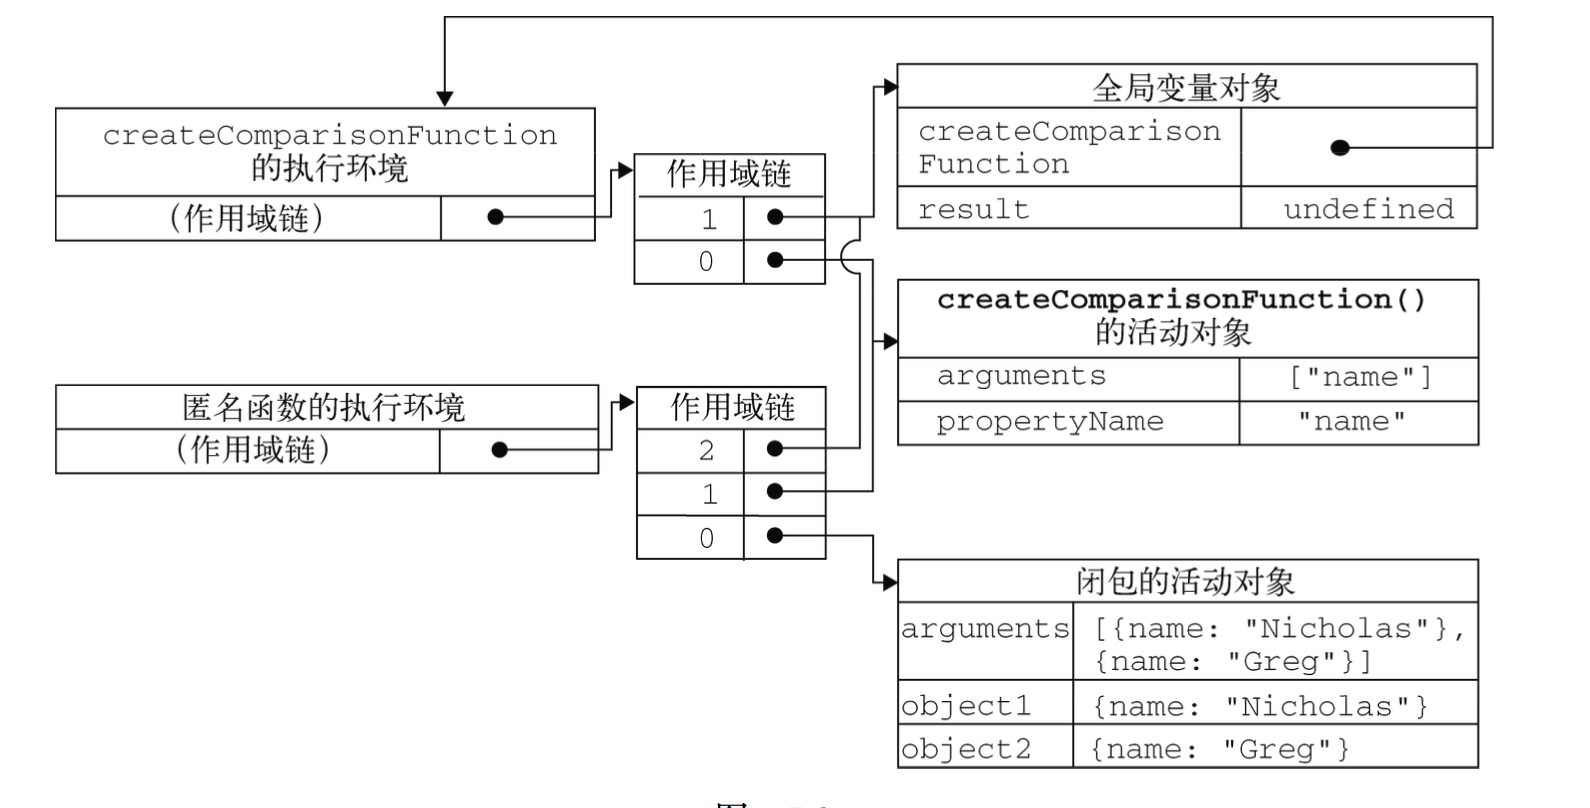 createComparisonFunction
的执行环境
(作用域链)
作用域链
1
0
全局变量对象
createComparison
Function
result undefined
createComparisonFunction()
的活动对象
arguments ["name"]
propertyName "name"
匿名函数的执行环境
(作用域链)
作用域链
2
1
0
闭包的活动对象
arguments [{name: "Nicholas"},
{name: "Greg"}]
object1 {name: "Nicholas"}
object2 {name: "Greg"}